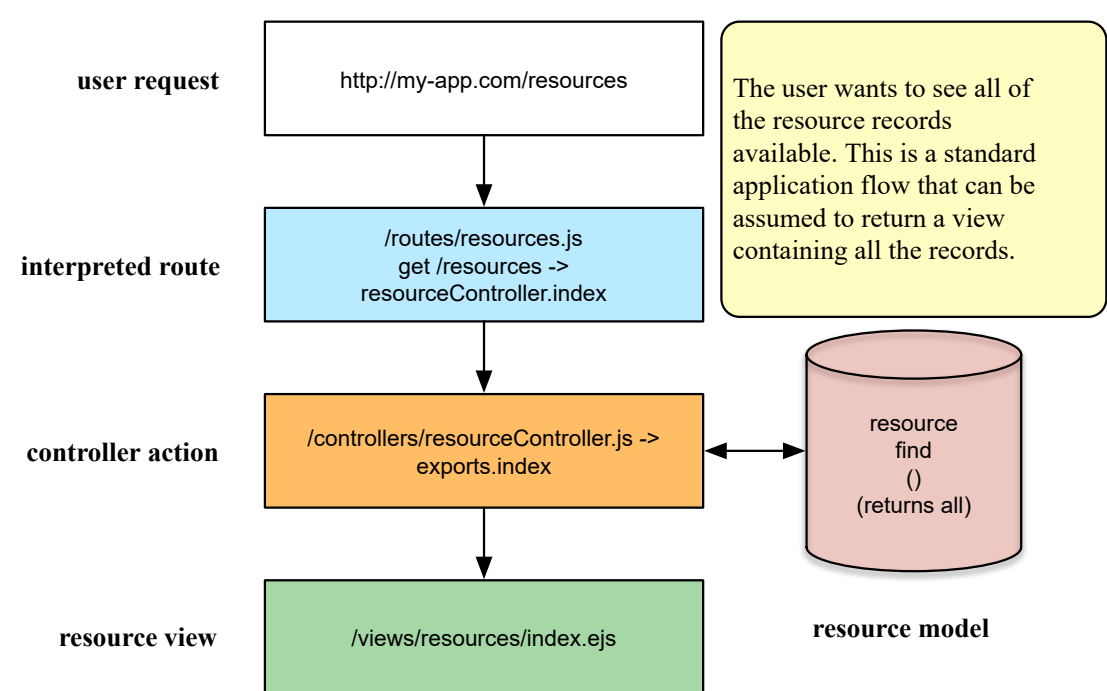 user request
http://my-app.com/resources
The user wants to see all of
the resource records
available. This is a standard
application flow that can be
assumed to return a view
containing all the records.
interpreted route
/routes/resources.js
get /resources ->
resourceController.index
controller action
/controllers/resourceController.js ->
exports.index
resource
find
()
(returns all)
resource view
/views/resources/index.ejs
resource model